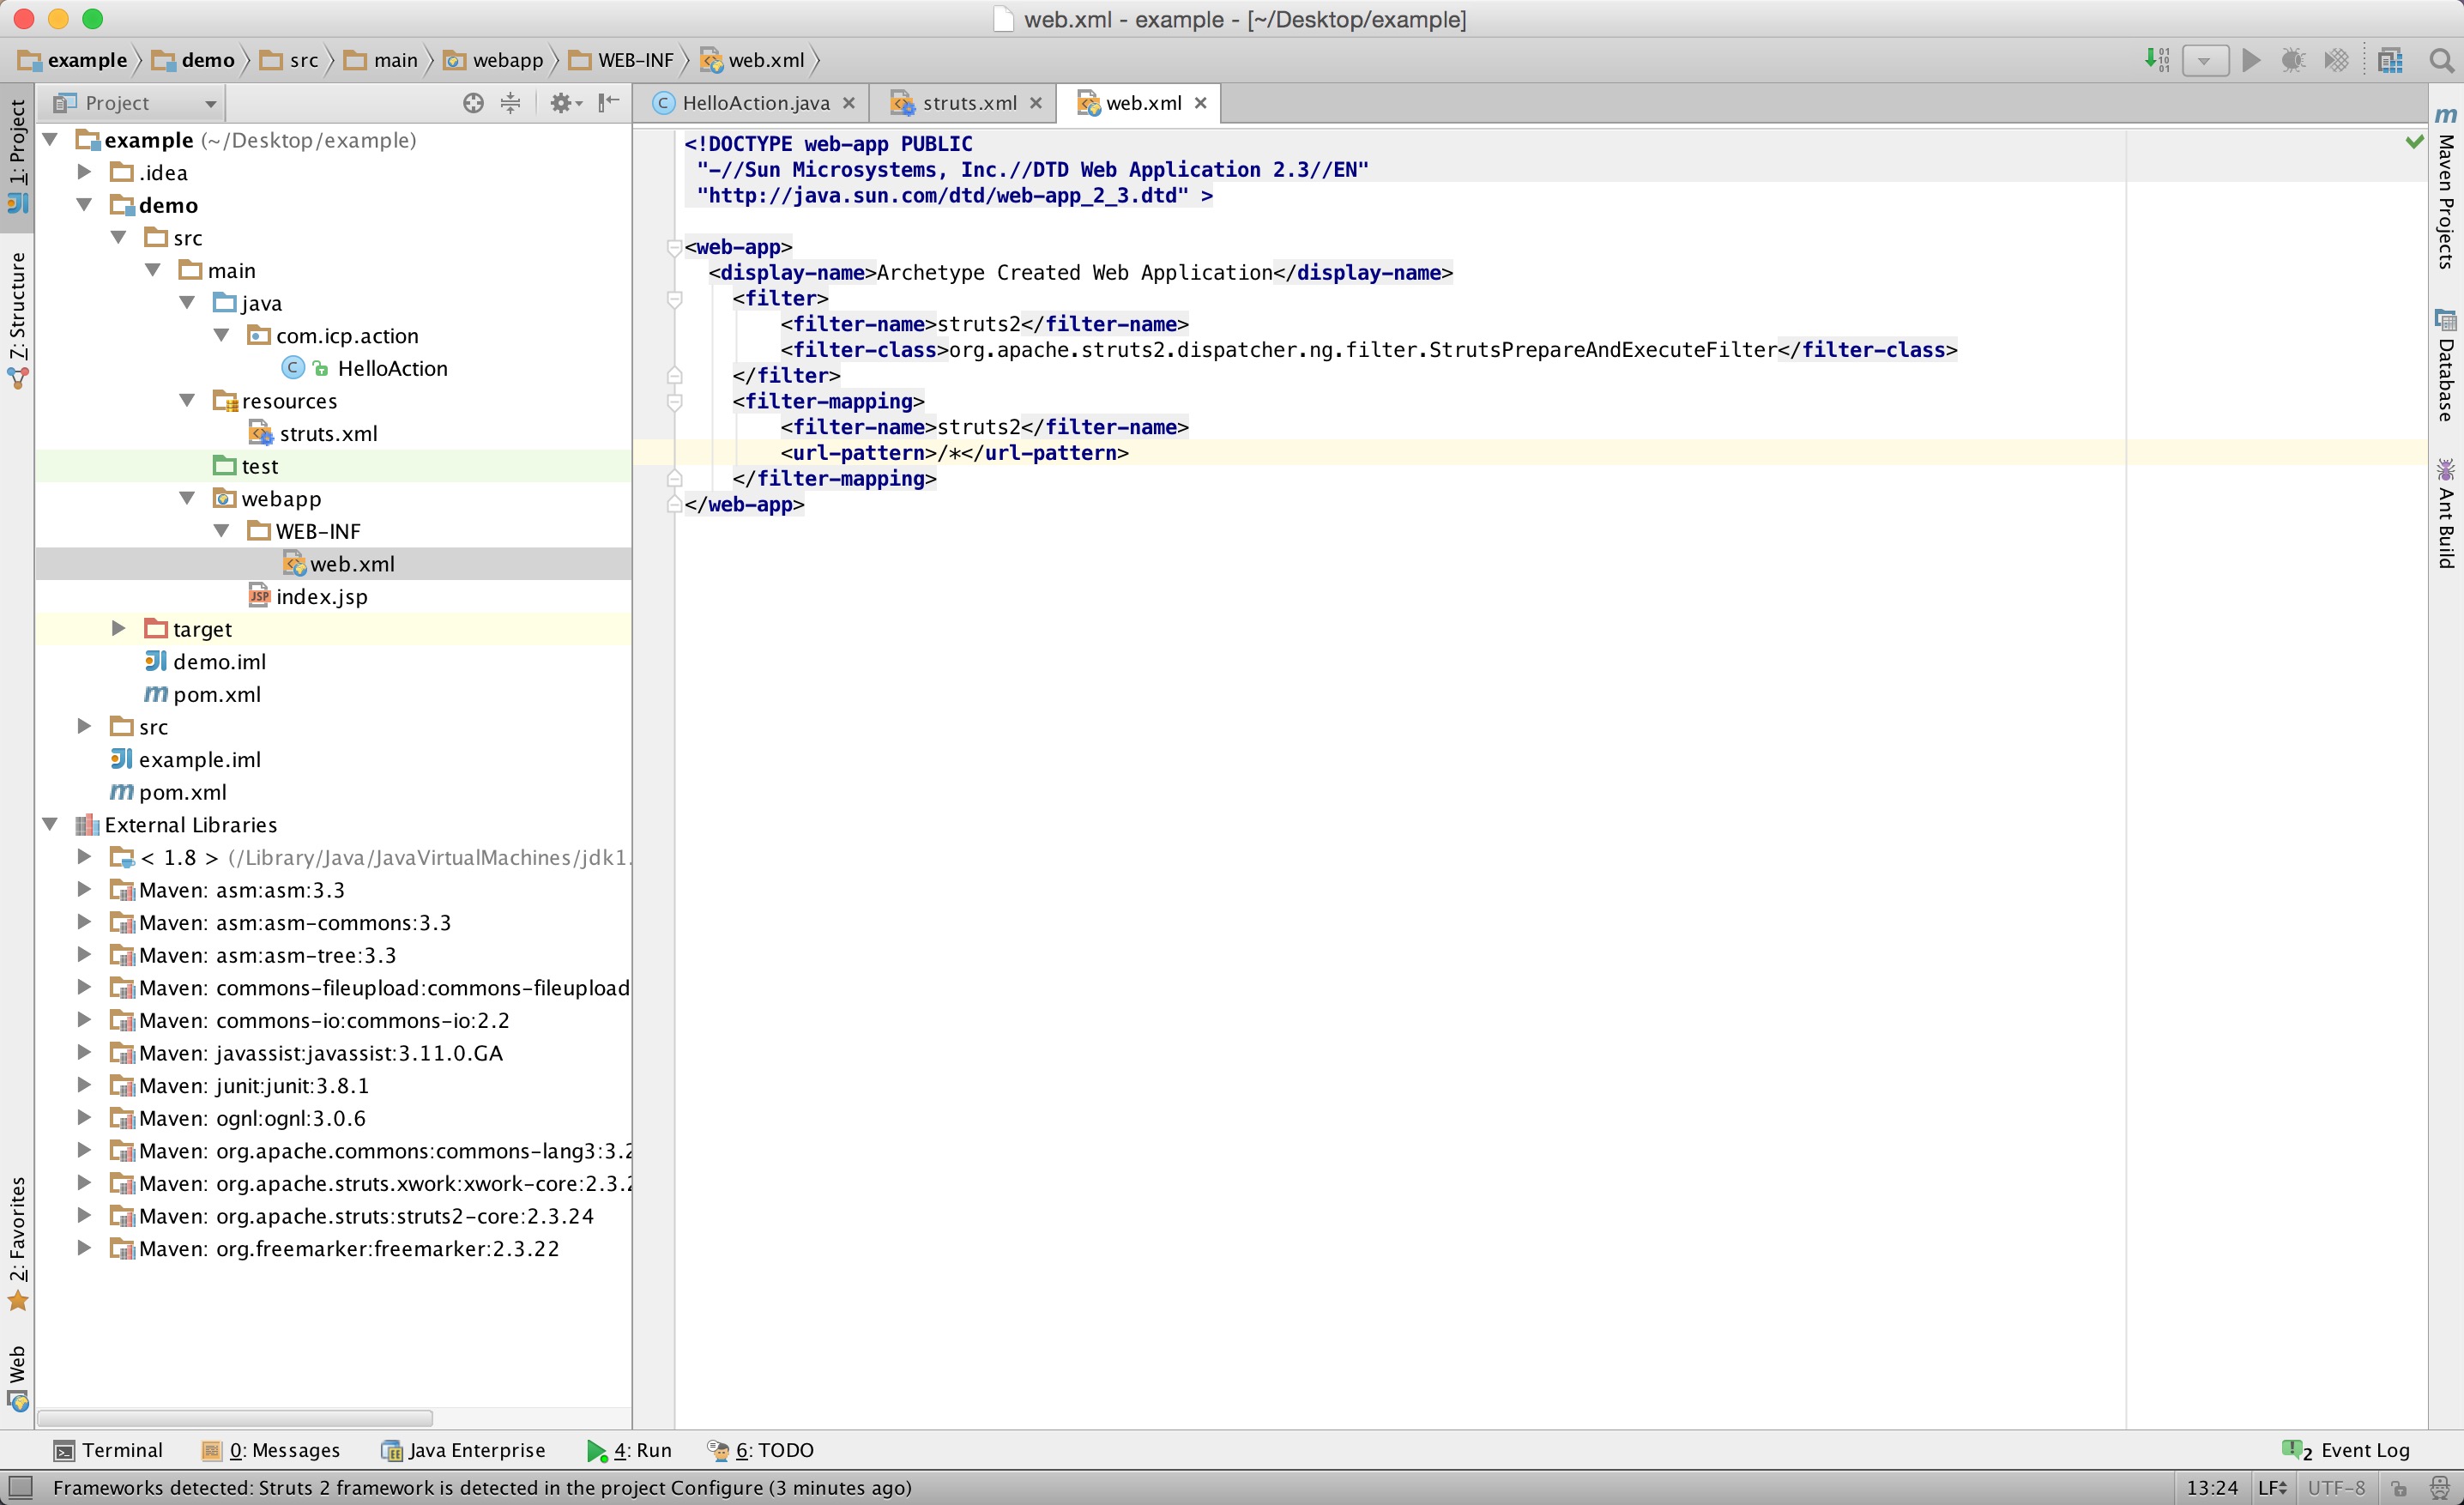 web.xml - example - [~/Desktop/example]
example demo src main webapp WEB-INF web.xml
1: Project
7: Structure
2: Favorites
Web
Project
example (~/Desktop/example)
.idea
demo
src
main
java
com.icp.action
HelloAction
resources
struts.xml
test
webapp
WEB-INF
web.xml
index.jsp
target
demo.iml
pom.xml
src
example.iml
pom.xml
External Libraries
< 1.8 > (/Library/Java/JavaVirtualMachines/jdk1.
Maven: asm:asm:3.3
Maven: asm:asm-commons:3.3
Maven: asm:asm-tree:3.3
Maven: commons-fileupload:commons-fileupload
Maven: commons-io:commons-io:2.2
Maven: javassist:javassist:3.11.0.GA
Maven: junit:junit:3.8.1
Maven: ognl:ognl:3.0.6
Maven: org.apache.commons:commons-lang3:3.2
Maven: org.apache.struts.xwork:xwork-core:2.3.2
Maven: org.apache.struts:struts2-core:2.3.24
Maven: org.freemarker:freemarker:2.3.22
HelloAction.java struts.xml web.xml
<!DOCTYPE web-app PUBLIC
"-//Sun Microsystems, Inc.//DTD Web Application 2.3//EN"
"http://java.sun.com/dtd/web-app_2_3.dtd" >
<web-app>
<display-name>Archetype Created Web Application</display-name>
<filter>
<filter-name>struts2</filter-name>
<filter-class>org.apache.struts2.dispatcher.ng.filter.StrutsPrepareAndExecuteFilter</filter-class>
</filter>
<filter-mapping>
<filter-name>struts2</filter-name>
<url-pattern>/*</url-pattern>
</filter-mapping>
</web-app>
Maven Projects
Database
Ant Build
Terminal 0: Messages Java Enterprise 4: Run 6: TODO 2 Event Log
Frameworks detected: Struts 2 framework is detected in the project Configure (3 minutes ago) 13:24 LF UTF-8